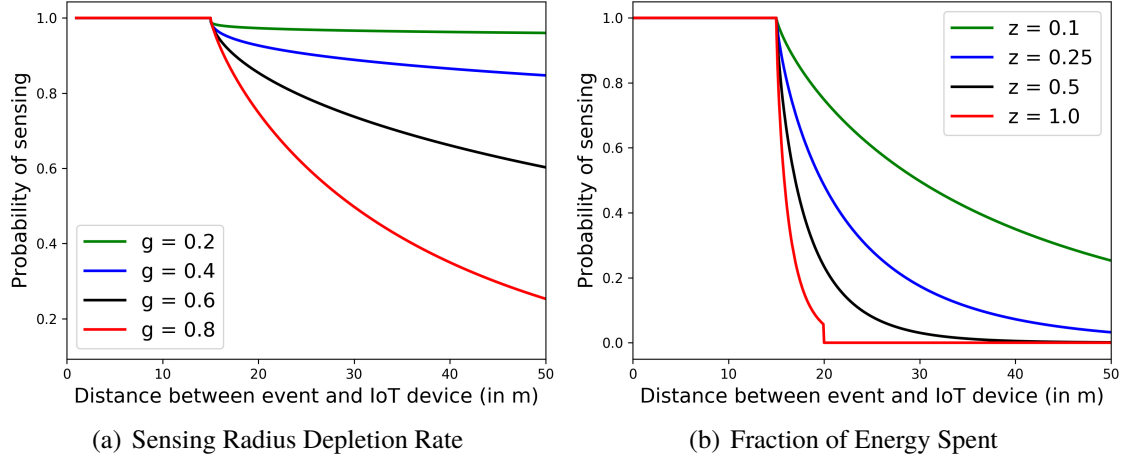 1.0
0.8
0.6
0.4
0.2
Probability of sensing
g = 0.2
g = 0.4
g = 0.6
g = 0.8
0 10 20 30 40 50
Distance between event and IoT device (in m)
(a) Sensing Radius Depletion Rate
1.0
0.8
0.6
0.4
0.2
0.0
Probability of sensing
z = 0.1
z = 0.25
z = 0.5
z = 1.0
0 10 20 30 40 50
Distance between event and IoT device (in m)
(b) Fraction of Energy Spent